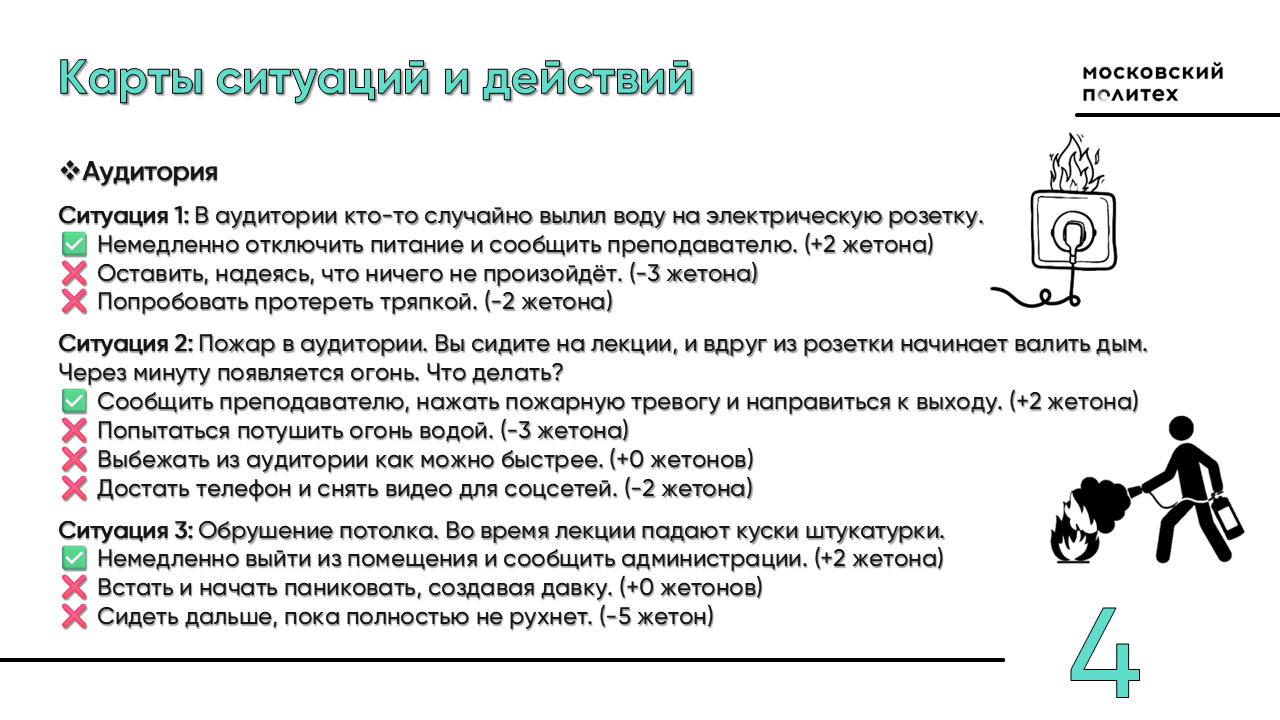 Карты ситуаций и действий
московский
политех
❖Аудитория
Ситуация 1: В аудитории кто-то случайно вылил воду на электрическую розетку.
✅ Немедленно отключить питание и сообщить преподавателю. (+2 жетона)
❌ Оставить, надеясь, что ничего не произойдёт. (-3 жетона)
❌ Попробовать протереть тряпкой. (-2 жетона)
Ситуация 2: Пожар в аудитории. Вы сидите на лекции, и вдруг из розетки начинает валить дым.
Через минуту появляется огонь. Что делать?
✅ Сообщить преподавателю, нажать пожарную тревогу и направиться к выходу. (+2 жетона)
❌ Попытаться потушить огонь водой. (-3 жетона)
❌ Выбежать из аудитории как можно быстрее. (+0 жетонов)
❌ Достать телефон и снять видео для соцсетей. (-2 жетона)
Ситуация 3: Обрушение потолка. Во время лекции падают куски штукатурки.
✅ Немедленно выйти из помещения и сообщить администрации. (+2 жетона)
❌ Встать и начать паниковать, создавая давку. (+0 жетонов)
❌ Сидеть дальше, пока полностью не рухнет. (-5 жетон)
4